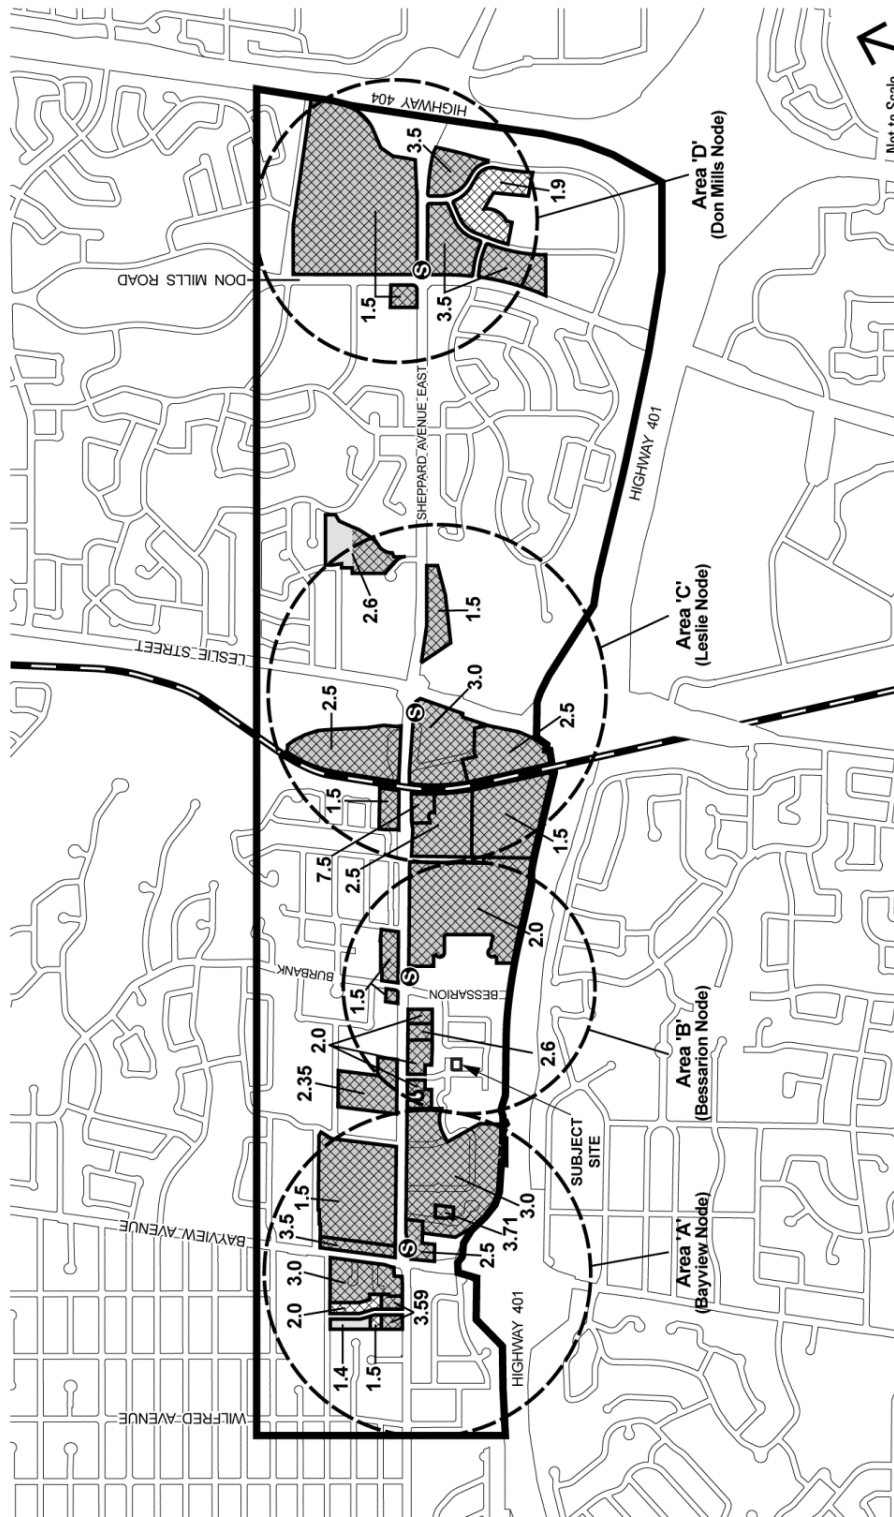 Not to Scale
HIGHWAY 404
3.5
1.9
Area 'D'
(Don Mills Node)
DON MILLS ROAD
S
1.5
3.5
SHEPPARD AVENUE EAST
HIGHWAY 401
2.6
1.5
Area 'C'
(Leslie Node)
LESLIE STREET
3.0
2.5
S
2.5
1.5
7.5
2.5
1.5
2.0
BURBANK
S
1.5
BESSARION
2.0
2.6
Area 'B'
(Bessarion Node)
2.35
SUBJECT
SITE
1.5
3.0
3.71
BAYVIEW AVENUE
3.5
S
2.5
Area 'A'
(Bayview Node)
3.0
2.0
3.59
1.4
1.5
HIGHWAY 401
WILFRED AVENUE